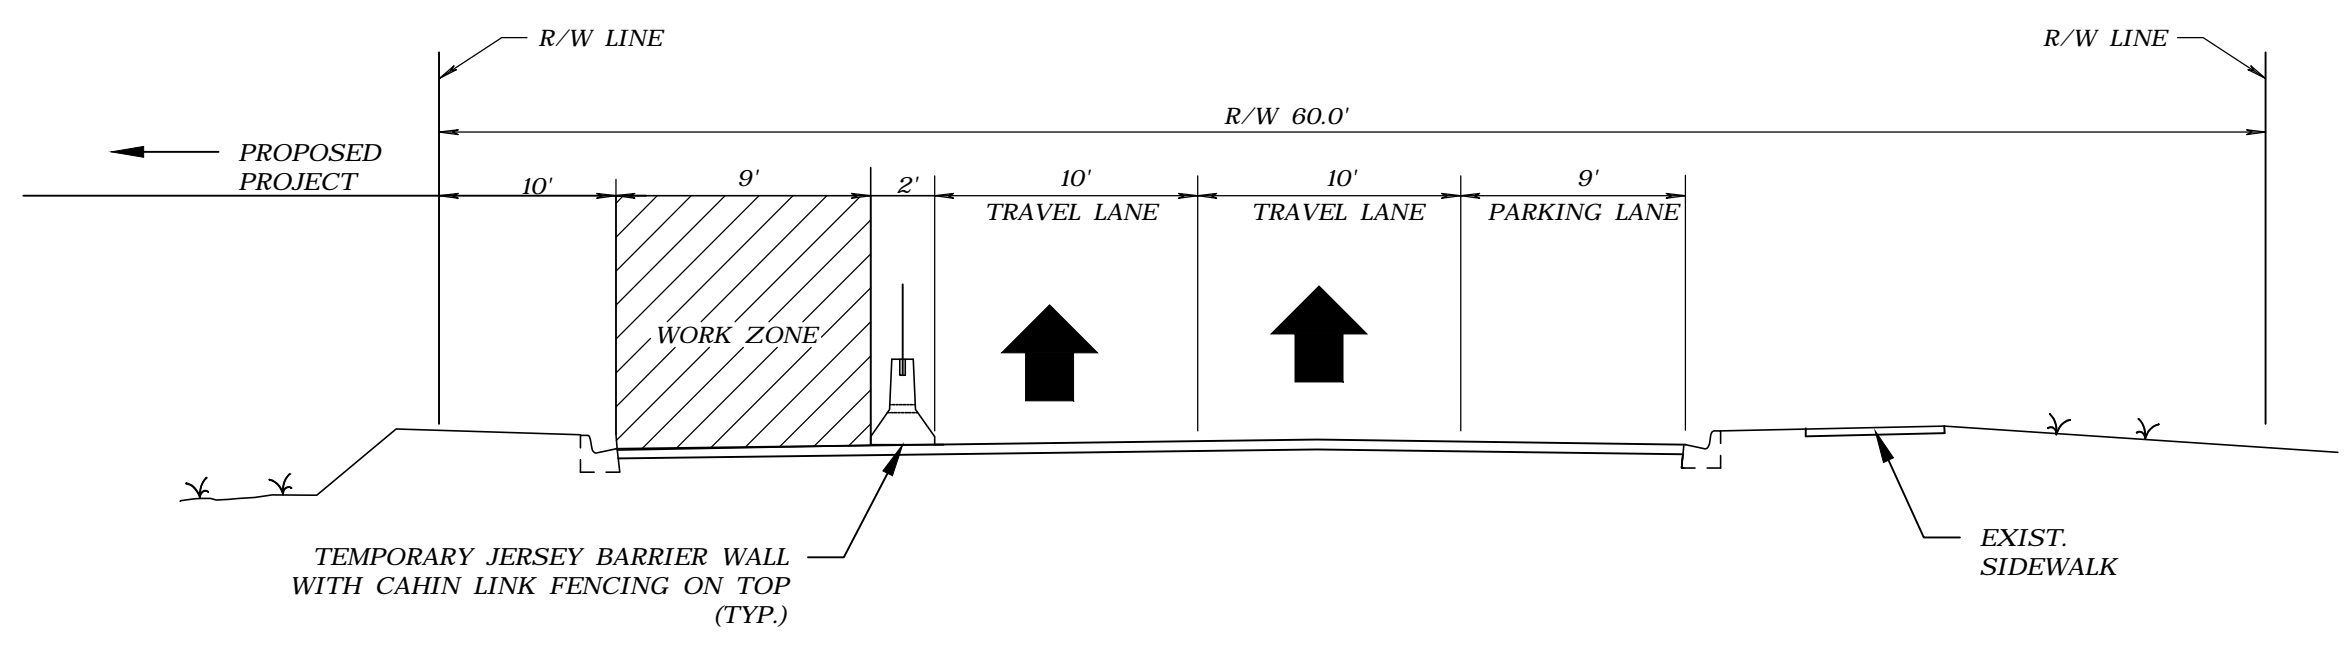 R/W LINE
R/W LINE
R/W 60.0'
PROPOSED
PROJECT
10'
9'
2'
10'
10'
9'
TRAVEL LANE
TRAVEL LANE
PARKING LANE
WORK ZONE
TEMPORARY JERSEY BARRIER WALL
WITH CAHIN LINK FENCING ON TOP
(TYP.)
EXIST.
SIDEWALK